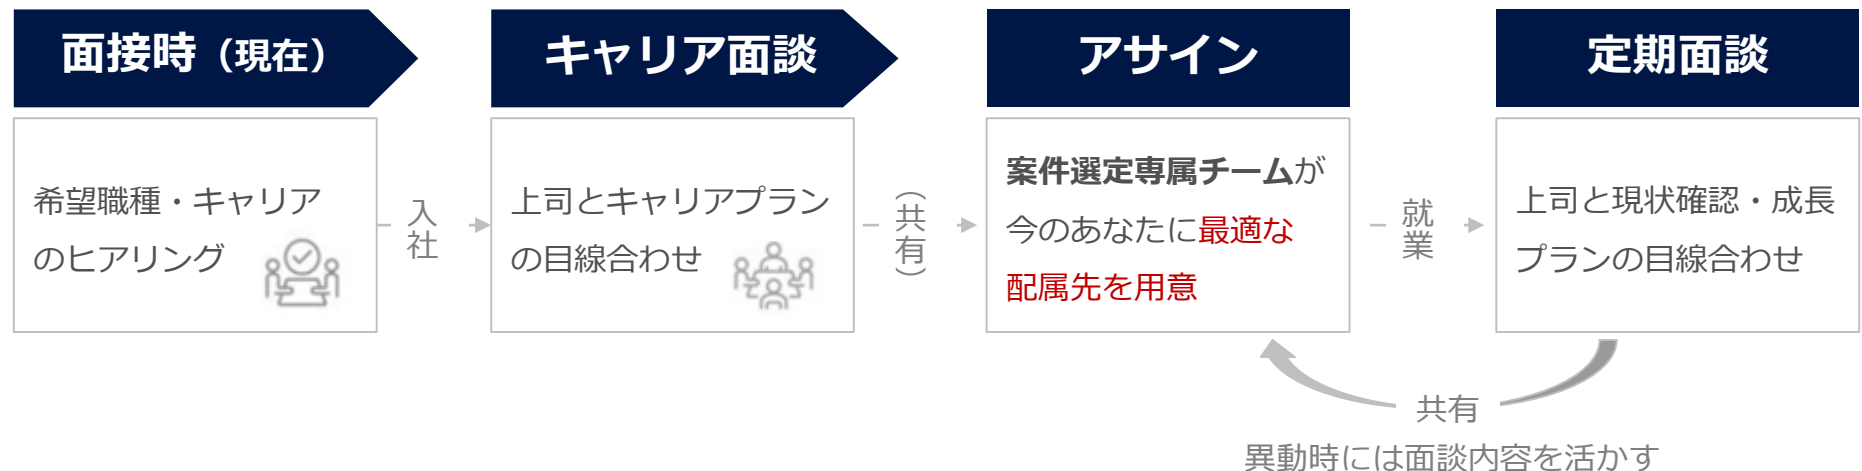 面接時（現在）
希望職種・キャリア
のヒアリング
入社
キャリア面談
上司とキャリアプラン
の目線合わせ
（共有）
アサイン
案件選定専属チームが
今のあなたに最適な
配属先を用意
就業
定期面談
上司と現状確認・成長
プランの目線合わせ
共有
異動時には面談内容を活かす